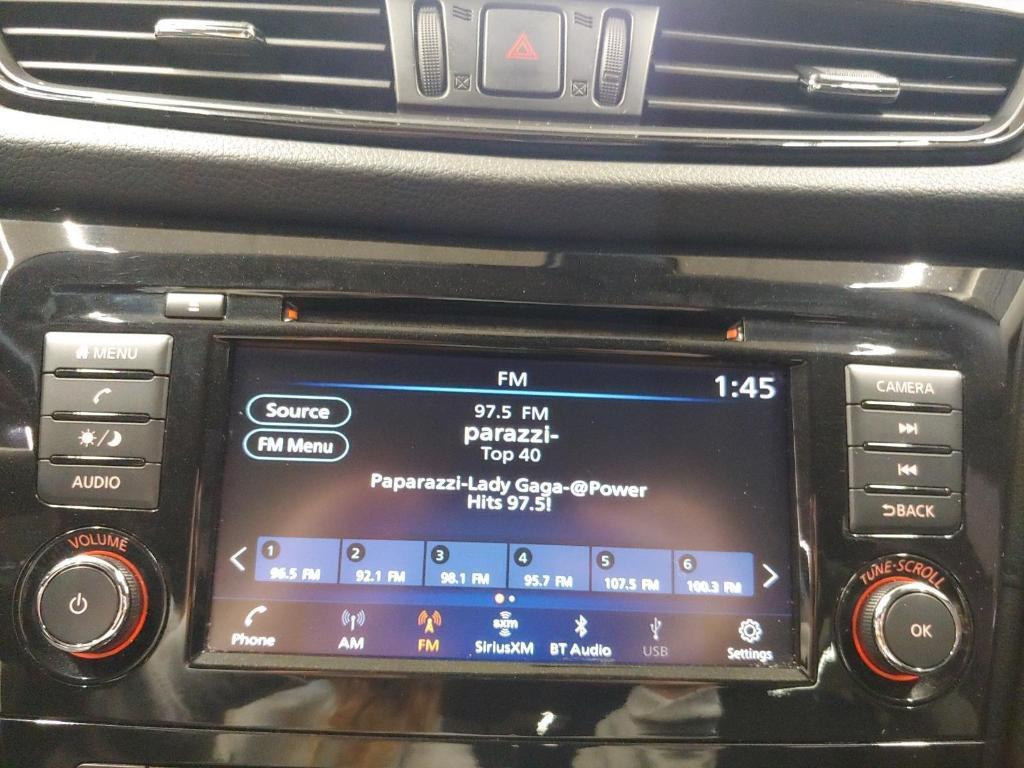 MENU
AUDIO
VOLUME
FM
1:45
Source
FM Menu
97.5 FM
parazzi-
Top 40
Paparazzi-Lady Gaga-@Power
Hits 97.5!
1
96.5 FM
2
92.1 FM
3
98.1 FM
4
95.7 FM
5
107.5 FM
6
100.3 FM
Phone
AM
FM
sxm
SiriusXM
BT Audio
USB
Settings
CAMERA
BACK
TUNE·SCROLL
OK